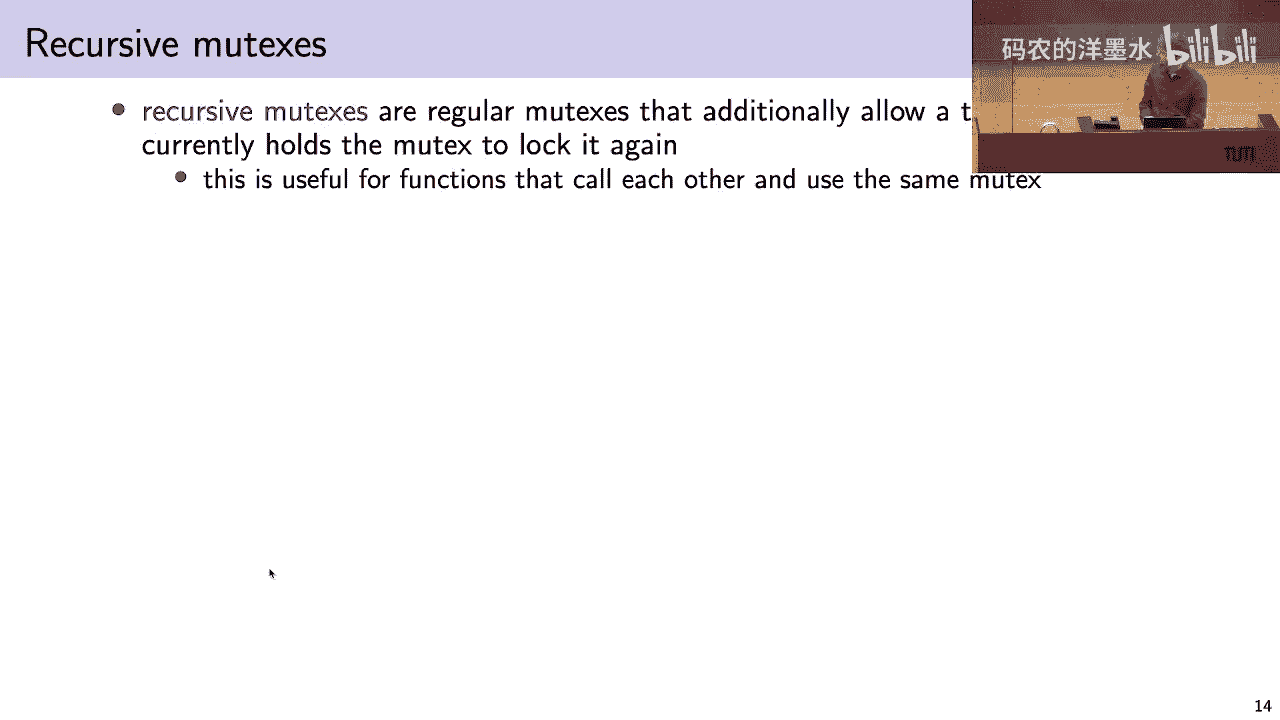 Recursive mutexes
码农的洋墨水 bilibili
recursive mutexes are regular mutexes that additionally allow a t
currently holds the mutex to lock it again
this is useful for functions that call each other and use the same mutex
TUM
14